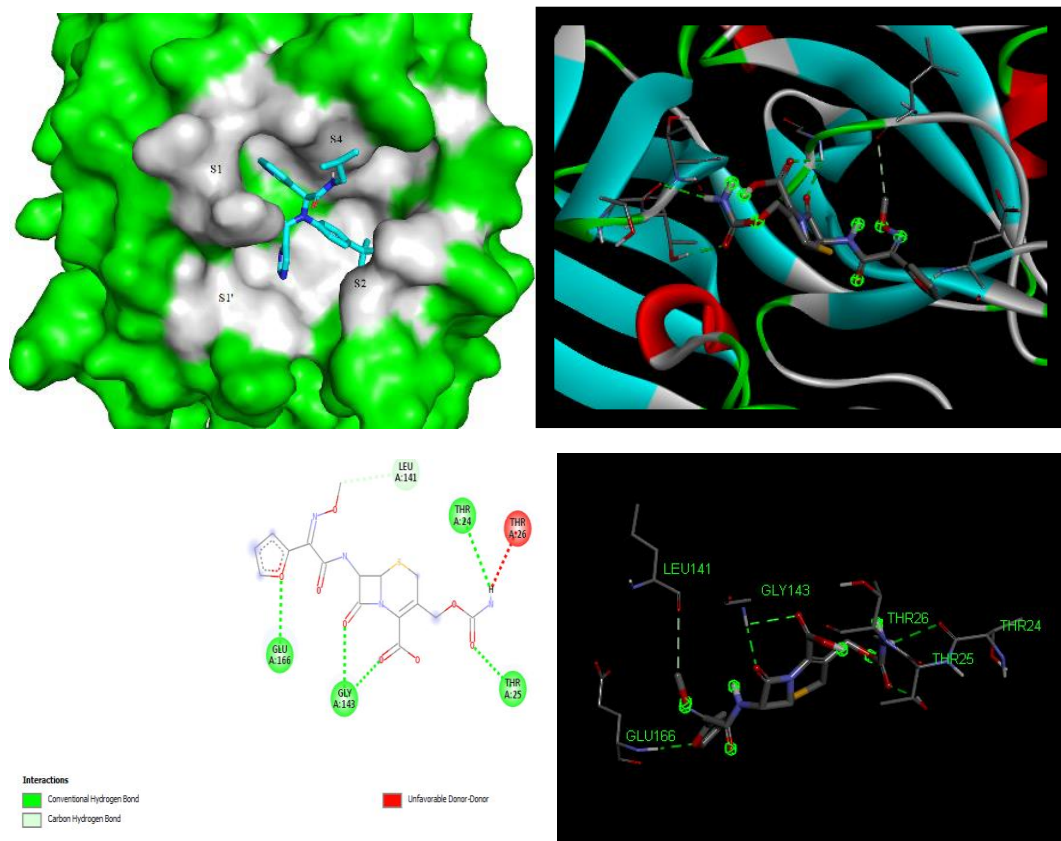 S4
S1
S1'
S2
LEU
A:141
THR
A:24
THR
A:26
GLU
A:166
GLY
A:143
THR
A:25
N
O
O
O
N
O
N
S
N
O
O
O
O
O
N
H
Interactions
Conventional Hydrogen Bond
Carbon Hydrogen Bond
Unfavorable Donor-Donor
LEU141
GLY143
THR26
THR24
THR25
GLU166